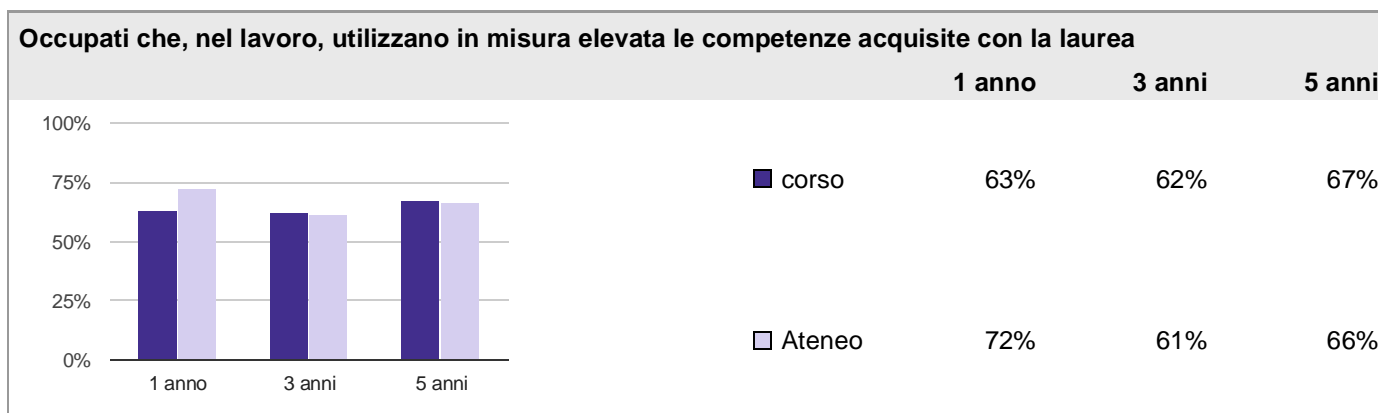 Occupati che, nel lavoro, utilizzano in misura elevata le competenze acquisite con la laurea
1 anno 3 anni 5 anni
100%
75%
50%
25%
0%
1 anno 3 anni 5 anni
corso 63% 62% 67%
Ateneo 72% 61% 66%